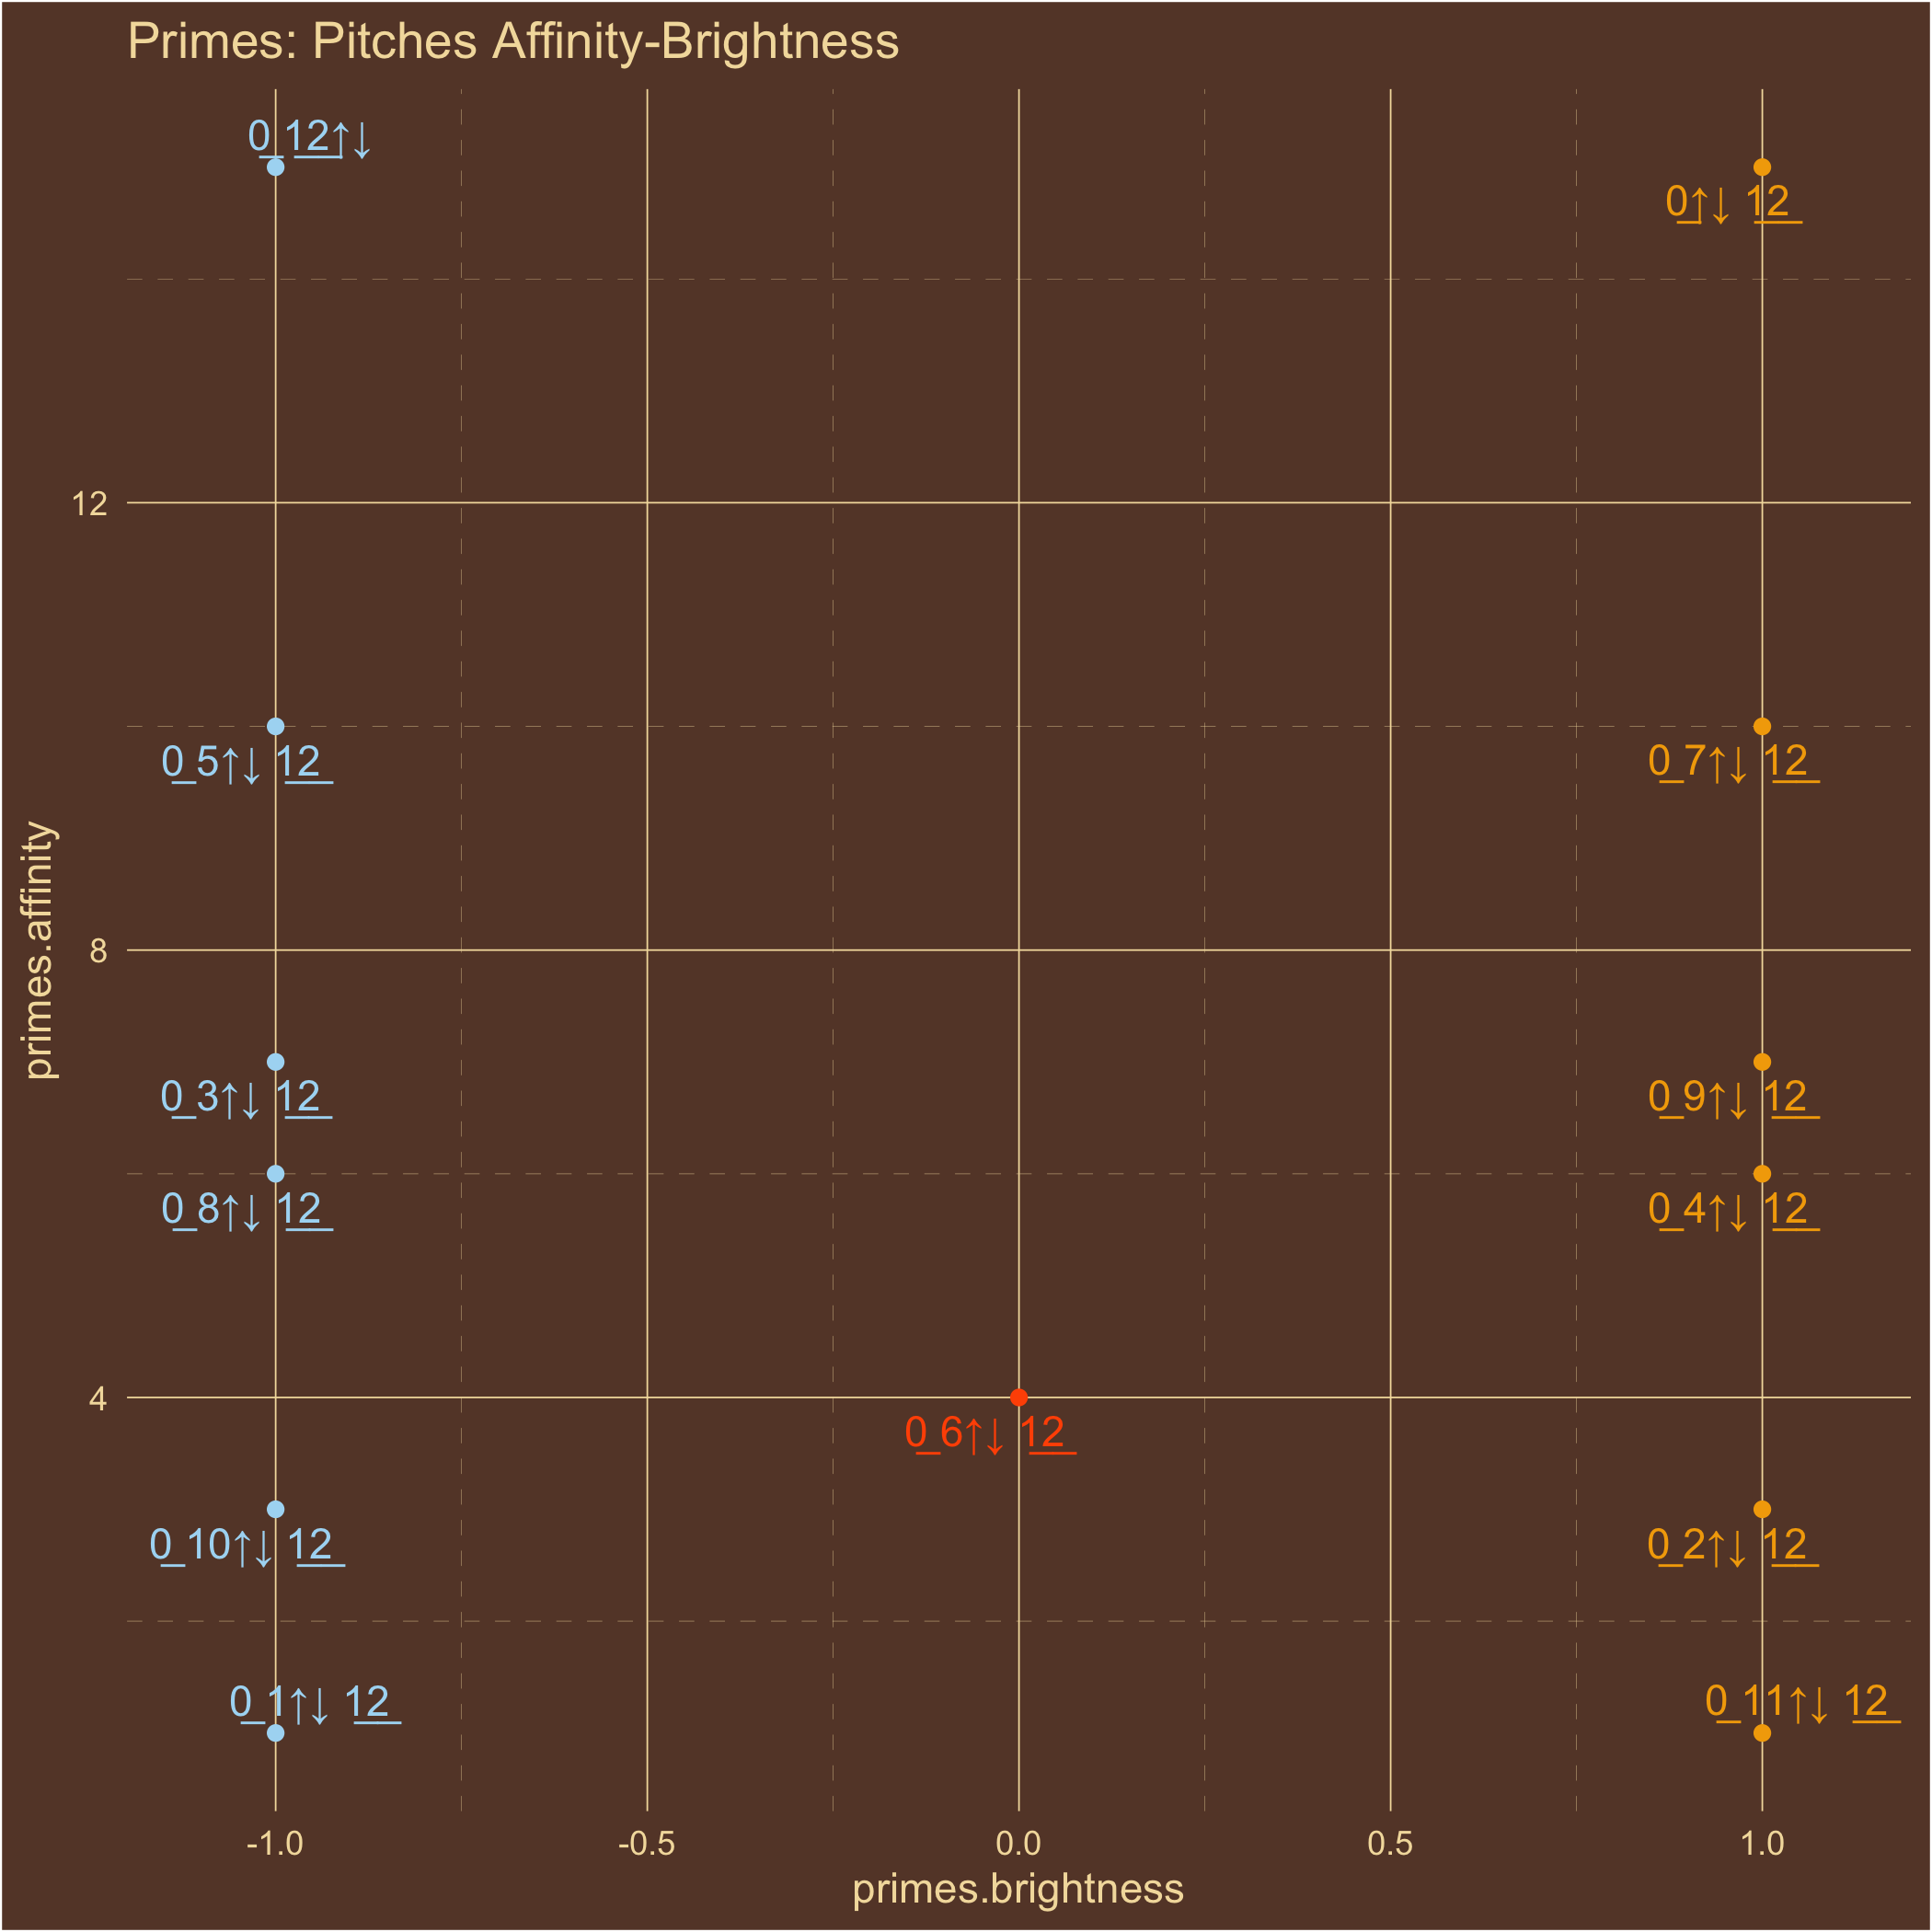 Primes: Pitches Affinity-Brightness
0 12↑↓
0↑↓ 12
12
0 5↑↓ 12
0 7↑↓ 12
primes.affinity
8
0 3↑↓ 12
0 9↑↓ 12
0 8↑↓ 12
0 4↑↓ 12
4
0 6↑↓ 12
0 10↑↓ 12
0 2↑↓ 12
0 1↑↓ 12
0 11↑↓ 12
-1.0 -0.5 0.0 0.5 1.0
primes.brightness